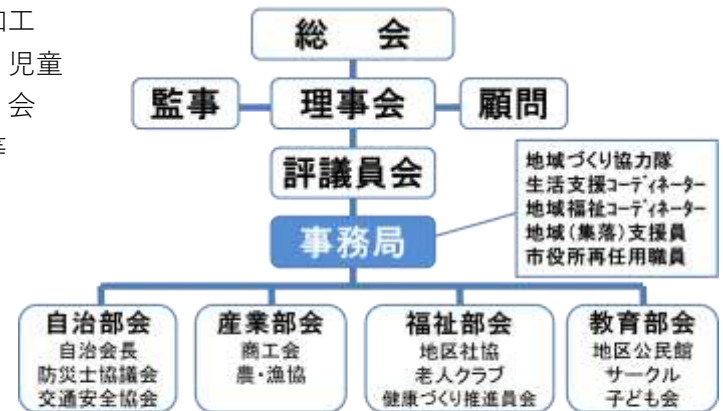 加工
児童
会
等
総　会
監事
理事会
顧問
評議員会
事務局
地域づくり協力隊
生活支援コーディネーター
地域福祉コーディネーター
地域(集落)支援員
市役所再任用職員
自治部会
自治会長
防災士協議会
交通安全協会
産業部会
商工会
農・漁協
福祉部会
地区社協
老人クラブ
健康づくり推進員会
教育部会
地区公民館
サークル
子ども会